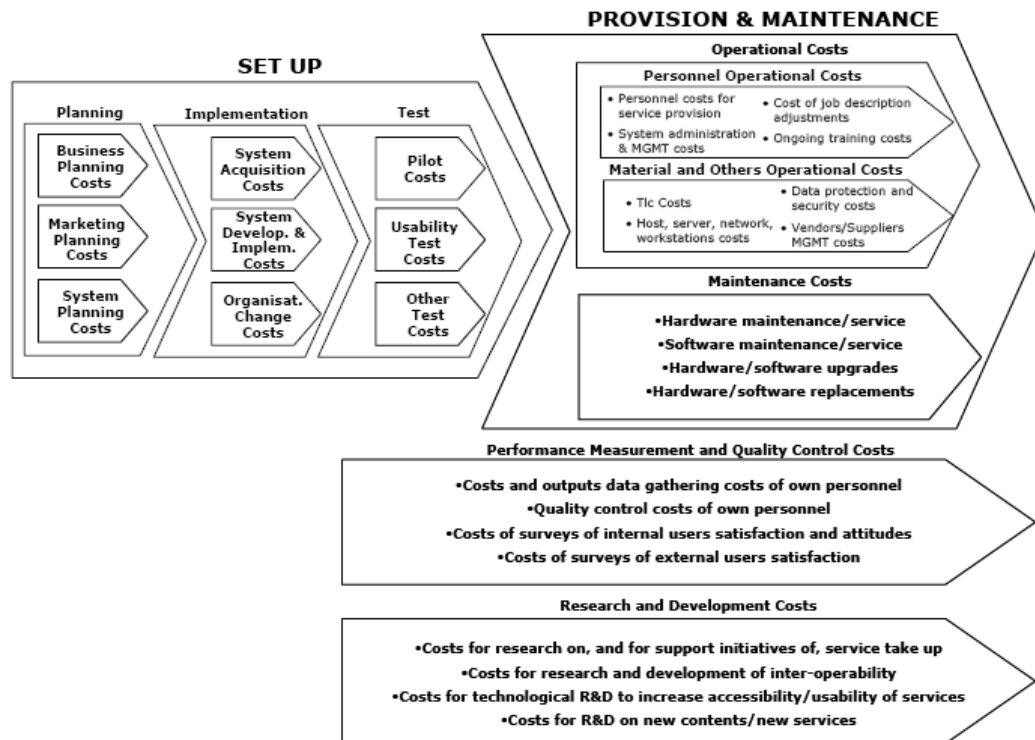 PROVISION & MAINTENANCE
SET UP
Planning
Business
Planning
Costs
Marketing
Planning
Costs
System
Planning
Costs
Implementation
System
Acquisition
Costs
System
Develop. &
Implem.
Costs
Organisat.
Change
Costs
Test
Pilot
Costs
Usability
Test
Costs
Other
Test
Costs
Operational Costs
Personnel Operational Costs
• Personnel costs for
service provision
• System administration
& MGMT costs
• Cost of job description
adjustments
• Ongoing training costs
Material and Others Operational Costs
• Tlc Costs
• Host, server, network,
workstations costs
• Data protection and
security costs
• Vendors/Suppliers
MGMT costs
Maintenance Costs
•Hardware maintenance/service
•Software maintenance/service
•Hardware/software upgrades
•Hardware/software replacements
Performance Measurement and Quality Control Costs
•Costs and outputs data gathering costs of own personnel
•Quality control costs of own personnel
•Costs of surveys of internal users satisfaction and attitudes
•Costs of surveys of external users satisfaction
Research and Development Costs
•Costs for research on, and for support initiatives of, service take up
•Costs for research and development of inter-operability
•Costs for technological R&D to increase accessibility/usability of services
•Costs for R&D on new contents/new services